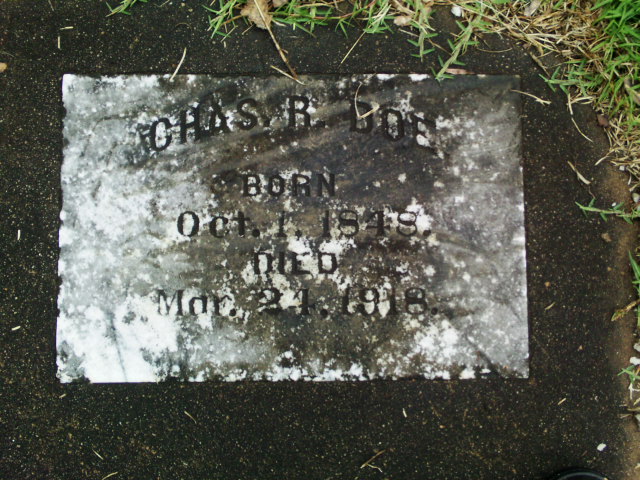 CHAS. R. DOE
BORN
Oct. 1. 1848.
DIED
Mar. 24. 1918.